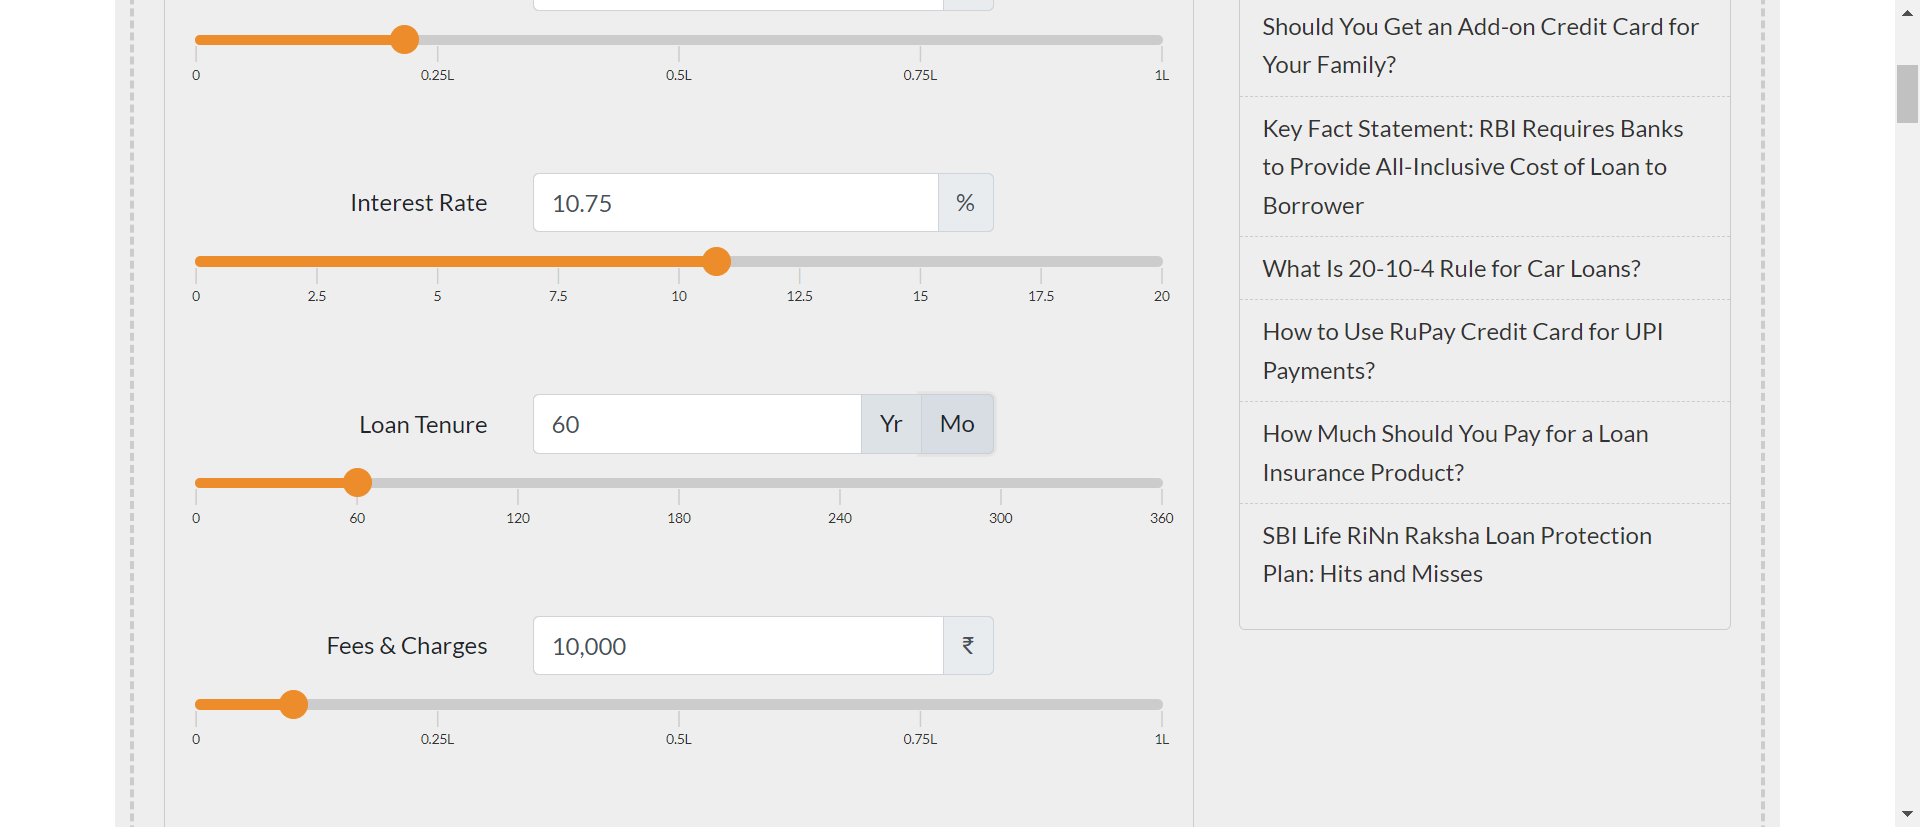 0 0.25L 0.5L 0.75L 1L
Interest Rate 10.75 %
0 2.5 5 7.5 10 12.5 15 17.5 20
Loan Tenure 60 Yr Mo
0 60 120 180 240 300 360
Fees & Charges 10,000 ₹
0 0.25L 0.5L 0.75L 1L
Should You Get an Add-on Credit Card for
Your Family?
Key Fact Statement: RBI Requires Banks
to Provide All-Inclusive Cost of Loan to
Borrower
What Is 20-10-4 Rule for Car Loans?
How to Use RuPay Credit Card for UPI
Payments?
How Much Should You Pay for a Loan
Insurance Product?
SBI Life RiNn Raksha Loan Protection
Plan: Hits and Misses